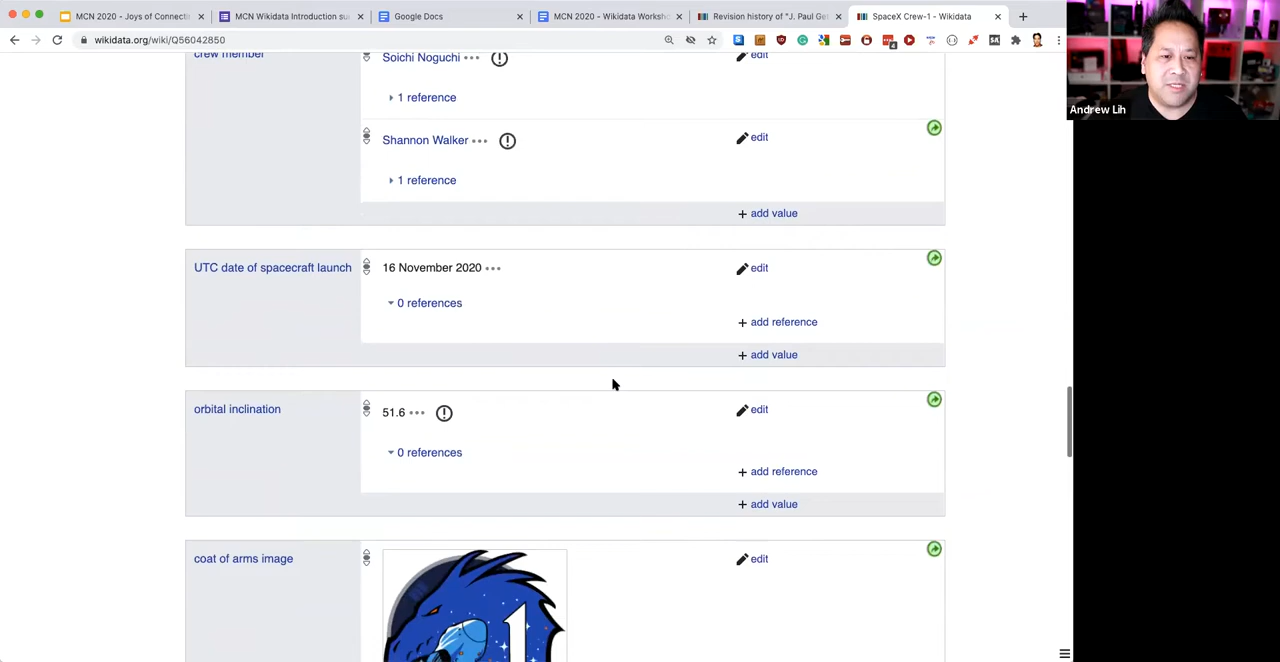 MCN 2020 - Joys of Connecti
MCN Wikidata Introduction su
Google Docs
MCN 2020 - Wikidata Worksh
Revision history of "J. Paul Get
SpaceX Crew-1 - Wikidata
wikidata.org/wiki/Q56042850
Andrew Lih
crew member
Soichi Noguchi
edit
1 reference
Shannon Walker
edit
1 reference
+ add value
UTC date of spacecraft launch
16 November 2020
edit
0 references
+ add reference
+ add value
orbital inclination
51.6
edit
0 references
+ add reference
+ add value
coat of arms image
edit
1